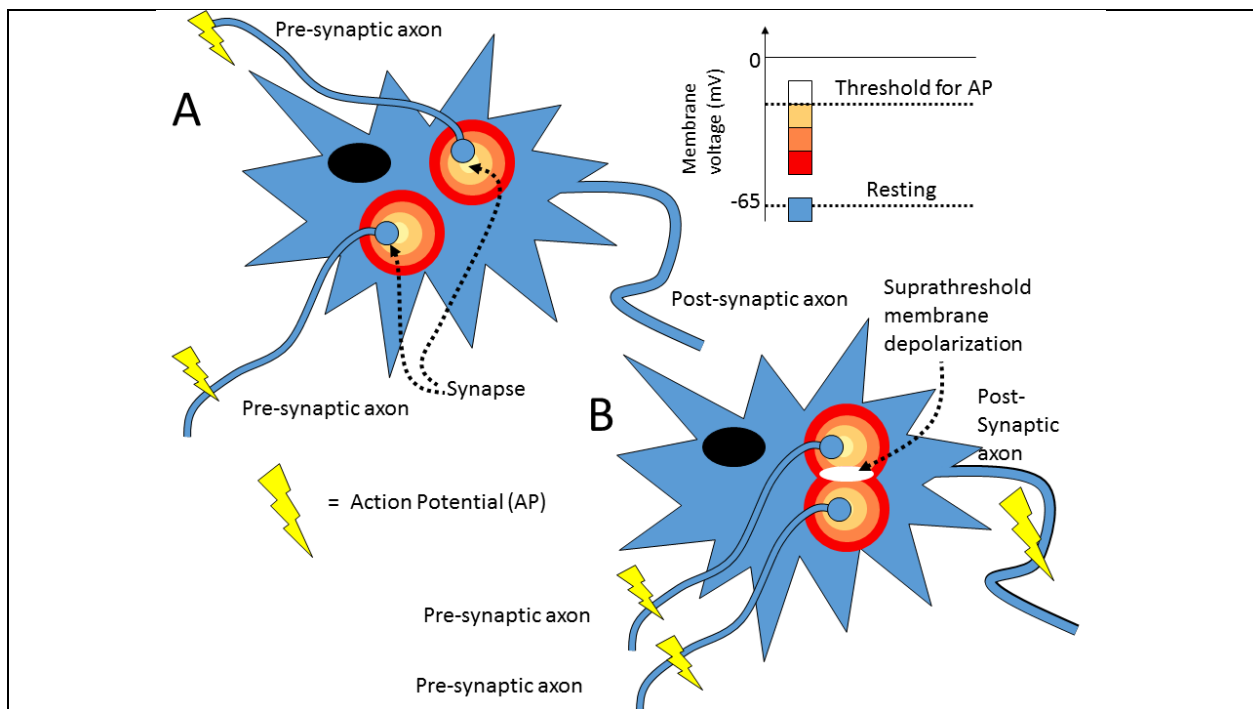 Pre-synaptic axon
A
0
Threshold for AP
Membrane
voltage (mV)
Resting
-65
Post-synaptic axon
Synapse
Pre-synaptic axon
= Action Potential (AP)
Suprathreshold
membrane
depolarization
B
Post-
Synaptic
axon
Pre-synaptic axon
Pre-synaptic axon